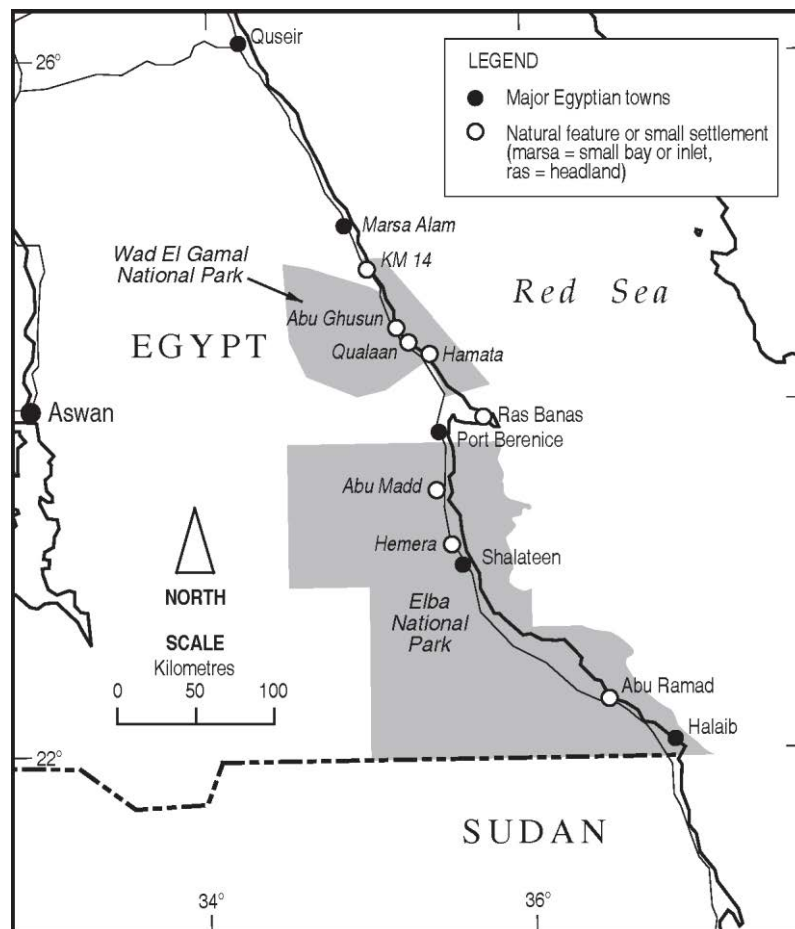 Quseir
26°
LEGEND
Major Egyptian towns
Natural feature or small settlement
(marsa = small bay or inlet,
ras = headland)
Marsa Alam
Wad El Gamal
National Park
KM 14
Red Sea
Abu Ghusun
EGYPT
Qualaan
Hamata
Aswan
Ras Banas
Port Berenice
Abu Madd
Hemera
Shalateen
NORTH
Elba
National
Park
SCALE
Kilometres
0 50 100
Abu Ramad
Halaib
22°
SUDAN
34° 36°